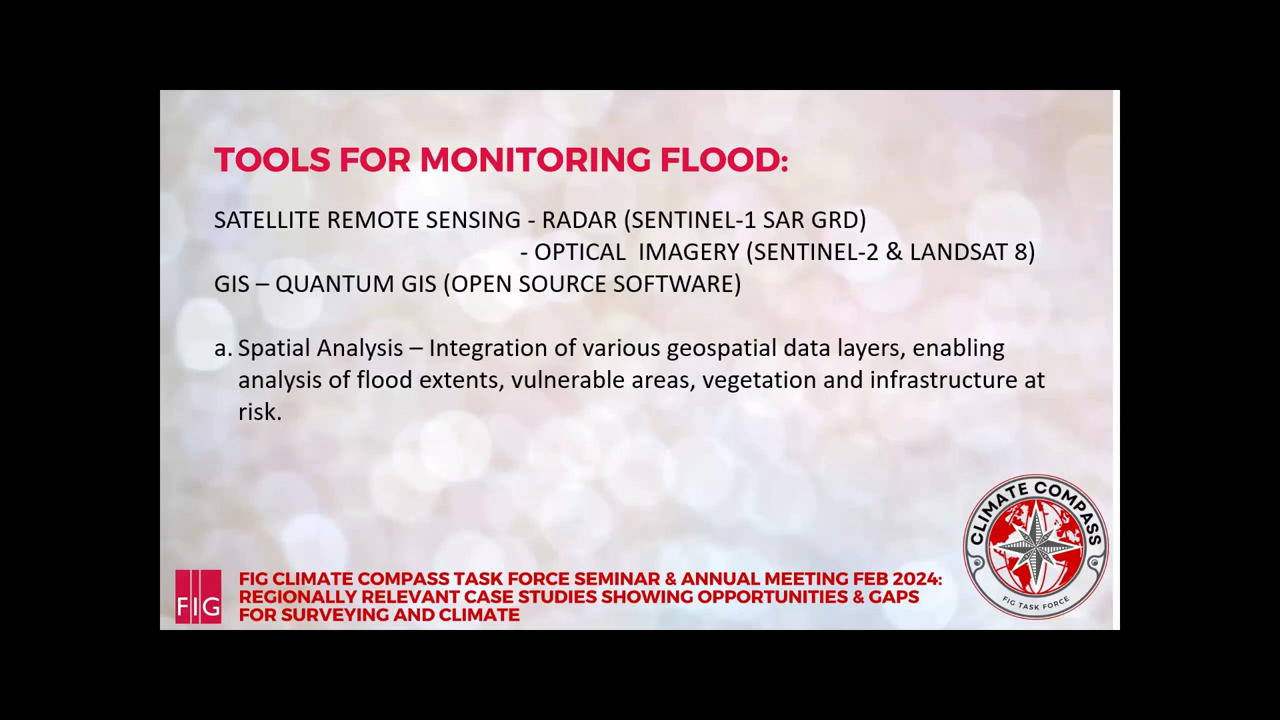 TOOLS FOR MONITORING FLOOD:
SATELLITE REMOTE SENSING - RADAR (SENTINEL-1 SAR GRD)
- OPTICAL  IMAGERY (SENTINEL-2 & LANDSAT 8)
GIS – QUANTUM GIS (OPEN SOURCE SOFTWARE)
a. Spatial Analysis – Integration of various geospatial data layers, enabling
analysis of flood extents, vulnerable areas, vegetation and infrastructure at
risk.
CLIMATE COMPASS
FIG TASK FORCE
FIG
FIG CLIMATE COMPASS TASK FORCE SEMINAR & ANNUAL MEETING FEB 2024:
REGIONALLY RELEVANT CASE STUDIES SHOWING OPPORTUNITIES & GAPS
FOR SURVEYING AND CLIMATE